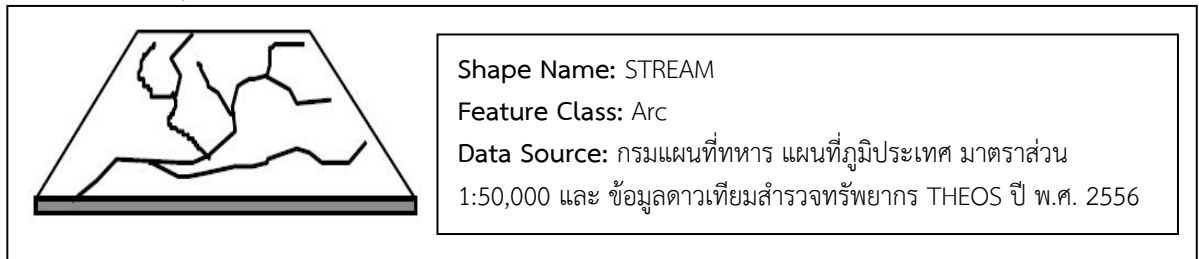 Shape Name: STREAM
Feature Class: Arc
Data Source: กรมแผนที่ทหาร แผนที่ภูมิประเทศ มาตราส่วน
1:50,000 และ ข้อมูลดาวเทียมสำรวจทรัพยากร THEOS ปี พ.ศ. 2556